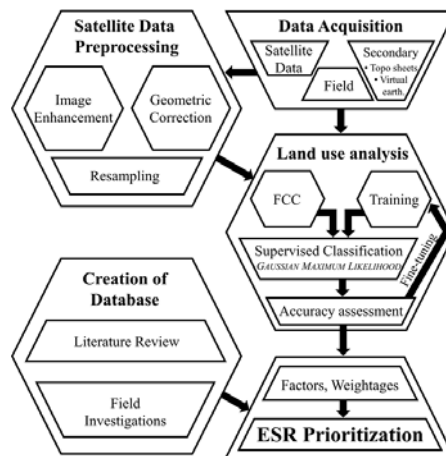 Satellite Data
Preprocessing
Image
Enhancement
Geometric
Correction
Resampling
Data Acquisition
Satellite
Data
Field
Secondary
• Topo sheets
• Virtual
earth.
Land use analysis
FCC
Training
Supervised Classification
GAUSSIAN MAXIMUM LIKELIHOOD
Accuracy assessment
Fine-tuning
Creation of
Database
Literature Review
Field
Investigations
Factors, Weightages
ESR Prioritization